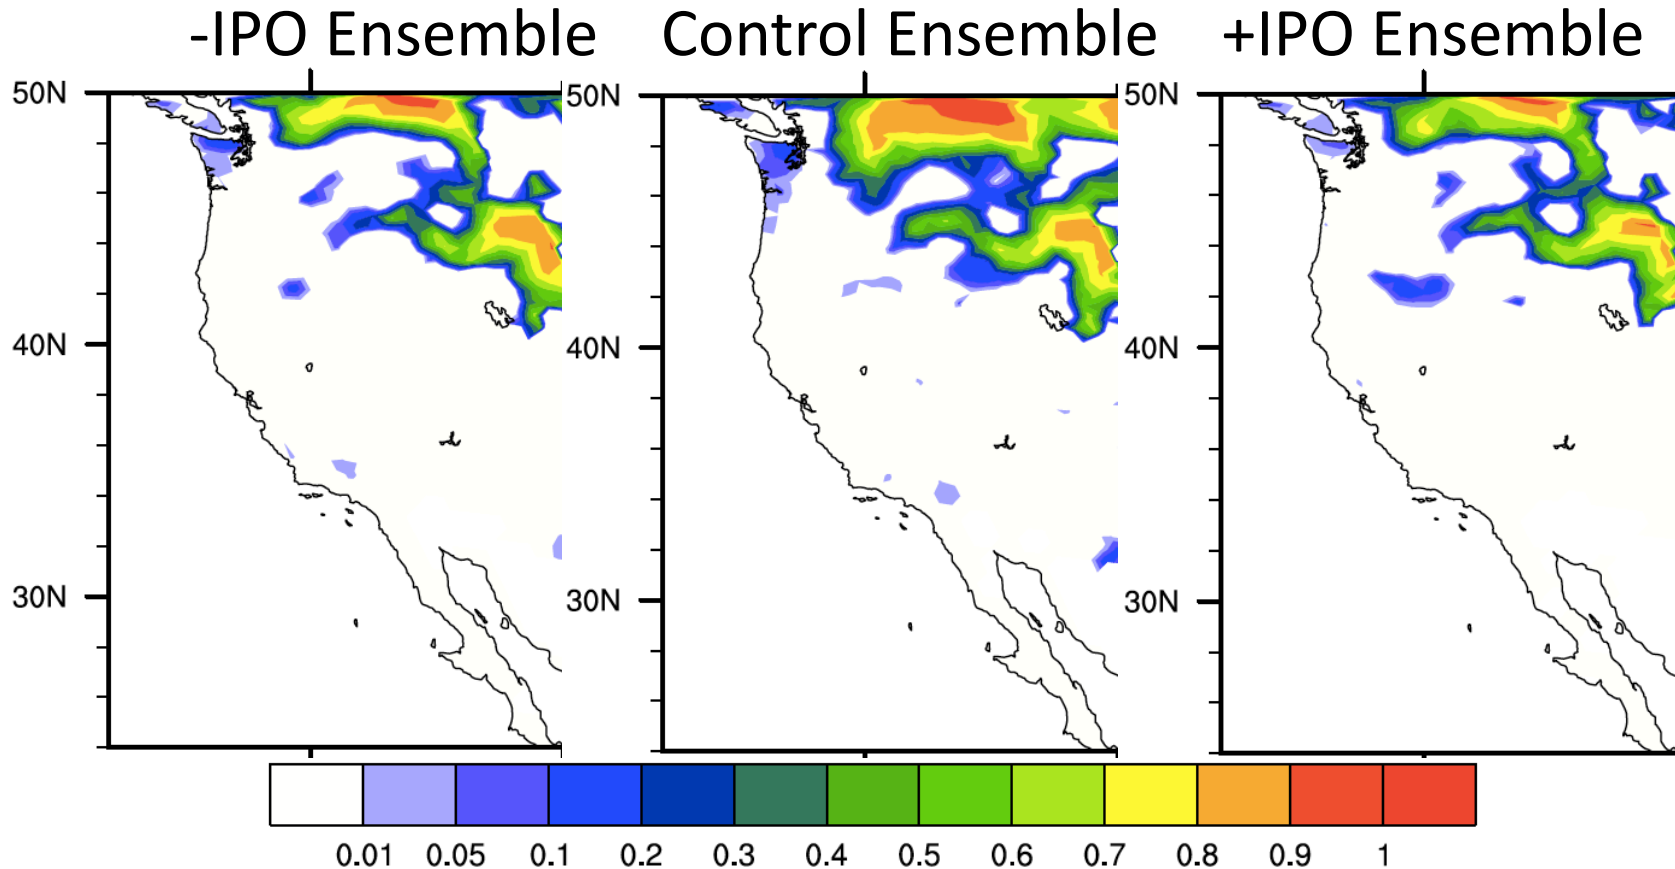 -IPO Ensemble Control Ensemble +IPO Ensemble
50N 50N 50N
40N 40N 40N
30N 30N 30N
0.01 0.05 0.1 0.2 0.3 0.4 0.5 0.6 0.7 0.8 0.9 1